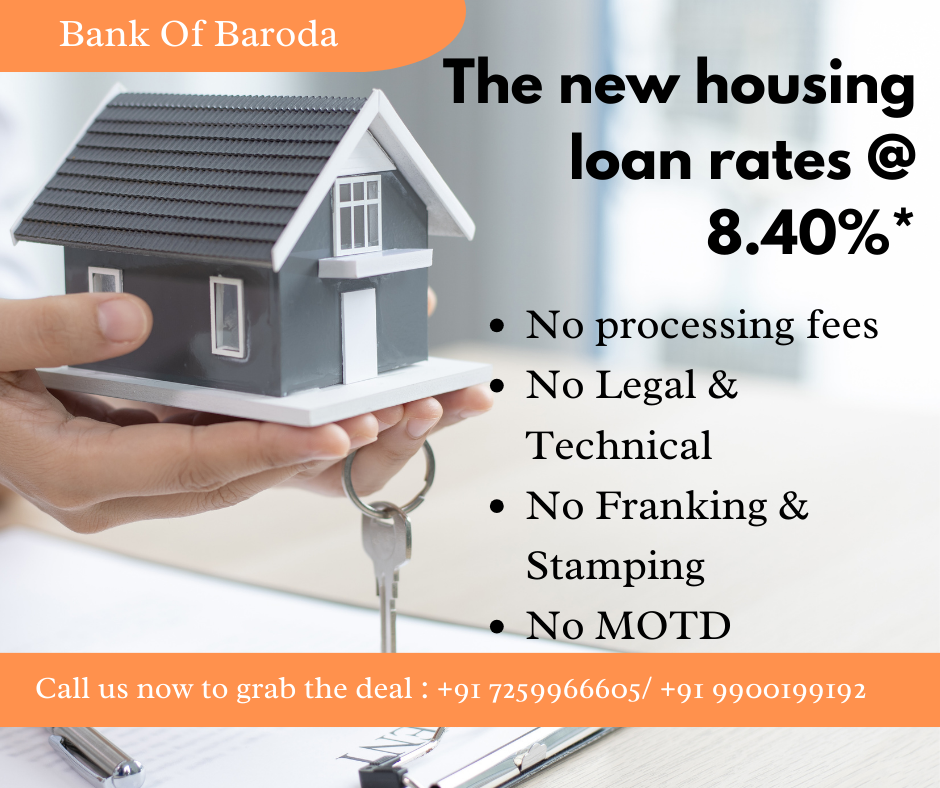 Bank Of Baroda
The new housing
loan rates @
8.40%*
• No processing fees
• No Legal &
Technical
• No Franking &
Stamping
• No MOTD
Call us now to grab the deal : +91 7259966605/ +91 9900199192